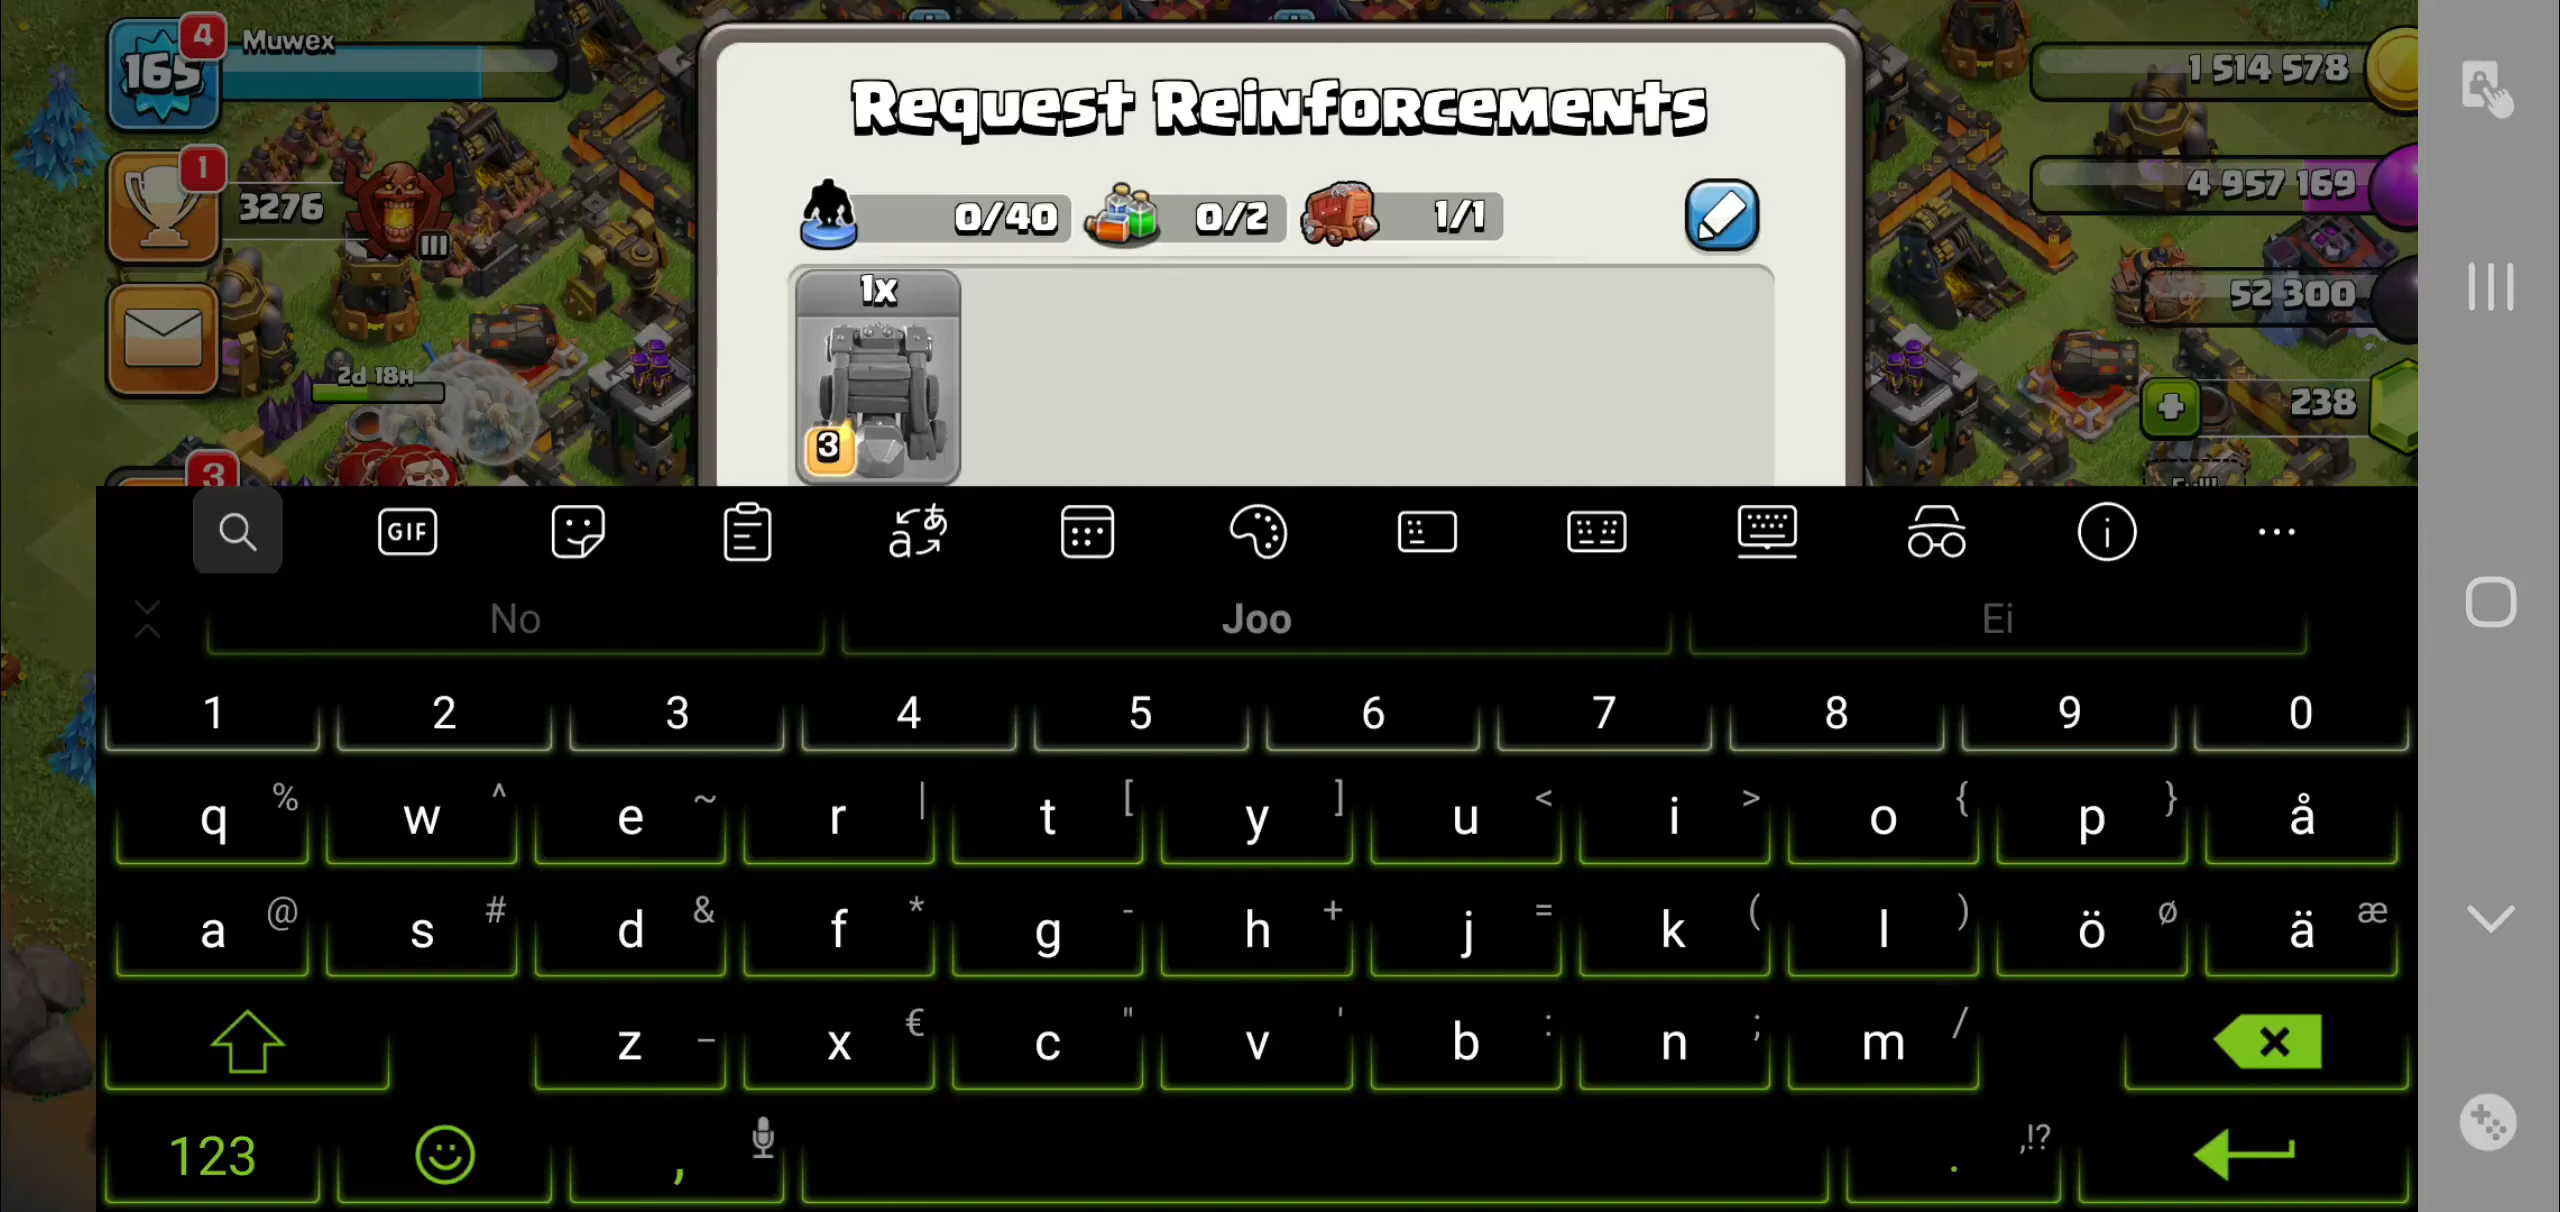 4
165
Muwex
Request Reinforcements
1 514 578
1
3276
0/40
0/2
1/1
4 957 169
1x
52 300
2d 18H
238
3
3
GIF
a あ
No
Joo
Ei
1 2 3 4 5 6 7 8 9 0
q % w ^ e ~ r | t [ y ] u < i > o { p } å
a @ s # d & f * g - h + j = k ( l ) ö ø ä æ
z _ x € c " v ' b : n ; m /
123 , . ,!?